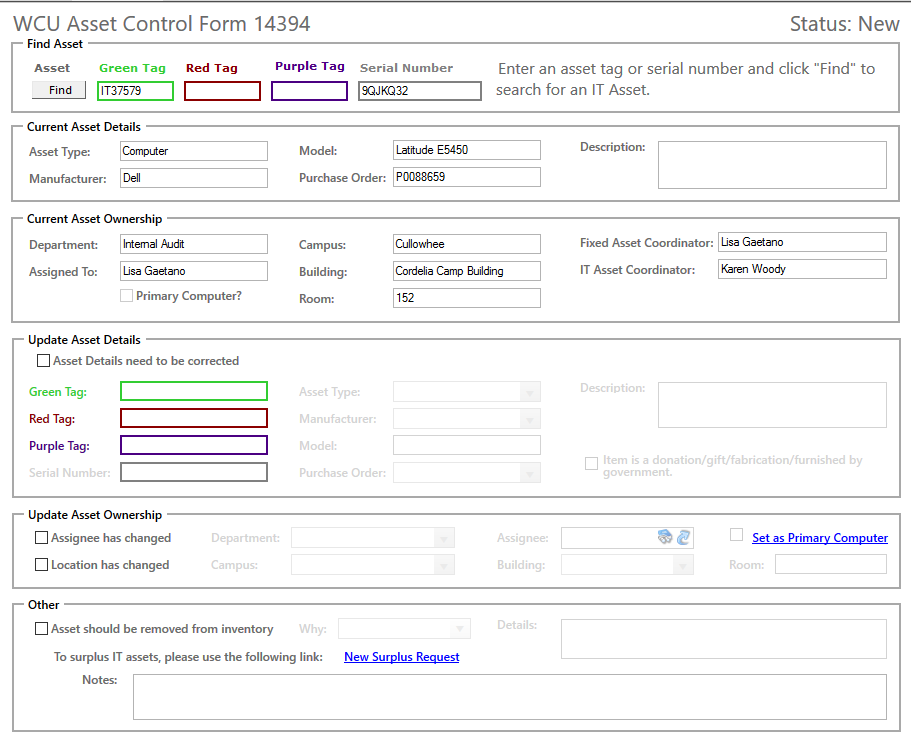 WCU Asset Control Form 14394 Status: New
Find Asset
Asset Green Tag Red Tag Purple Tag Serial Number
Enter an asset tag or serial number and click "Find" to
search for an IT Asset.
Find IT37579 9QJKQ32
Current Asset Details
Asset Type: Computer Model: Latitude E5450 Description:
Manufacturer: Dell Purchase Order: P0088659
Current Asset Ownership
Department: Internal Audit Campus: Cullowhee Fixed Asset Coordinator: Lisa Gaetano
Assigned To: Lisa Gaetano Building: Cordelia Camp Building IT Asset Coordinator: Karen Woody
Primary Computer? Room: 152
Update Asset Details
Asset Details need to be corrected
Green Tag: Asset Type: Description:
Red Tag: Manufacturer:
Purple Tag: Model:
Item is a donation/gift/fabrication/furnished by
government.
Serial Number: Purchase Order:
Update Asset Ownership
Assignee has changed Department: Assignee: Set as Primary Computer
Location has changed Campus: Building: Room:
Other
Asset should be removed from inventory Why: Details:
To surplus IT assets, please use the following link: New Surplus Request
Notes: